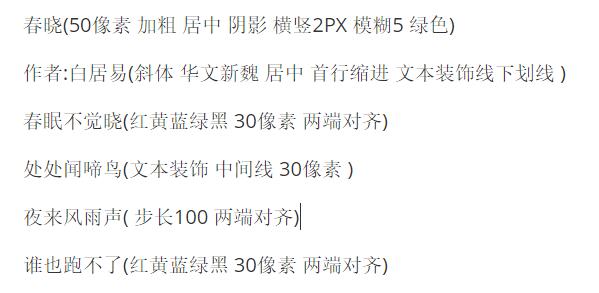 春晓(50像素 加粗 居中 阴影 横竖2PX 模糊5 绿色)
作者:白居易(斜体 华文新魏 居中 首行缩进 文本装饰线下划线 )
春眠不觉晓(红黄蓝绿黑 30像素 两端对齐)
处处闻啼鸟(文本装饰 中间线 30像素 )
夜来风雨声( 步长100 两端对齐)
谁也跑不了(红黄蓝绿黑 30像素 两端对齐)